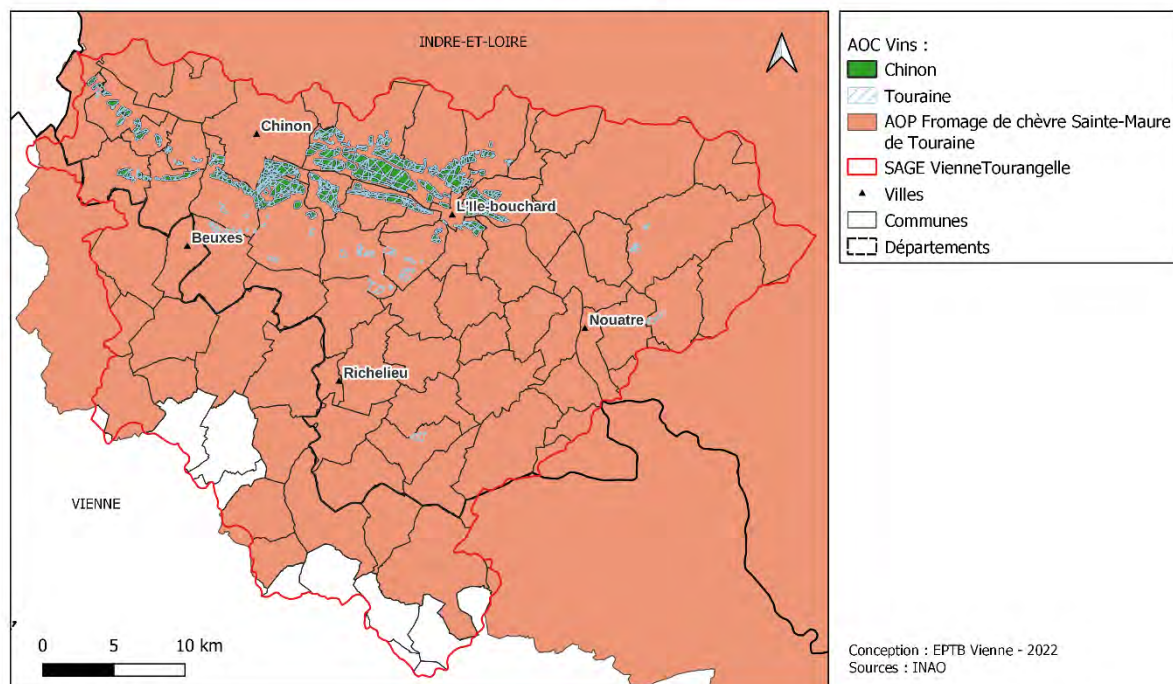 INDRE-ET-LOIRE
Chinon
L'Ile-bouchard
Beuxes
Nouatre
Richelieu
VIENNE
0 5 10 km
AOC Vins :
Chinon
Touraine
AOP Fromage de chèvre Sainte-Maure
de Touraine
SAGE VienneTourangelle
Villes
Communes
Départements
Conception : EPTB Vienne - 2022
Sources : INAO